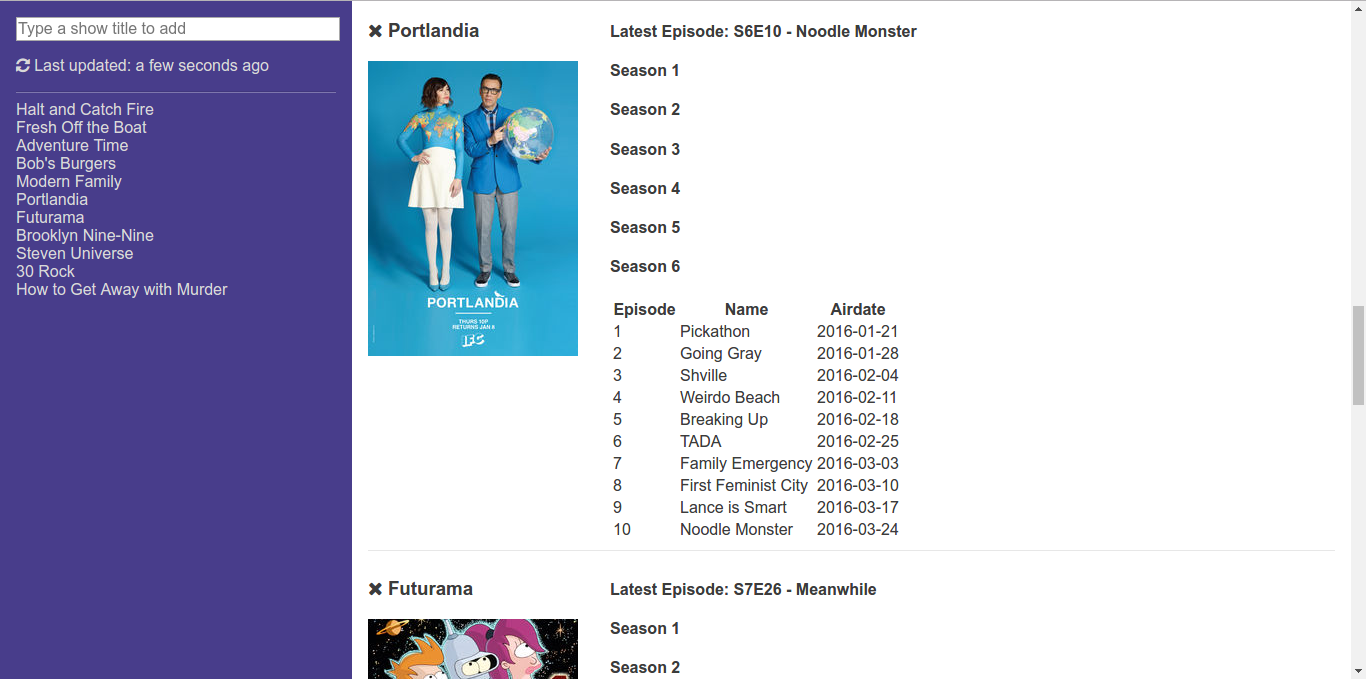 Type a show title to add
Last updated: a few seconds ago
Halt and Catch Fire
Fresh Off the Boat
Adventure Time
Bob's Burgers
Modern Family
Portlandia
Futurama
Brooklyn Nine-Nine
Steven Universe
30 Rock
How to Get Away with Murder
Portlandia
PORTLANDIA
THURS 10P
RETURNS JAN 8
IFC
Latest Episode: S6E10 - Noodle Monster
Season 1
Season 2
Season 3
Season 4
Season 5
Season 6
Episode Name Airdate
1 Pickathon 2016-01-21
2 Going Gray 2016-01-28
3 Shville 2016-02-04
4 Weirdo Beach 2016-02-11
5 Breaking Up 2016-02-18
6 TADA 2016-02-25
7 Family Emergency 2016-03-03
8 First Feminist City 2016-03-10
9 Lance is Smart 2016-03-17
10 Noodle Monster 2016-03-24
Futurama
Latest Episode: S7E26 - Meanwhile
Season 1
Season 2